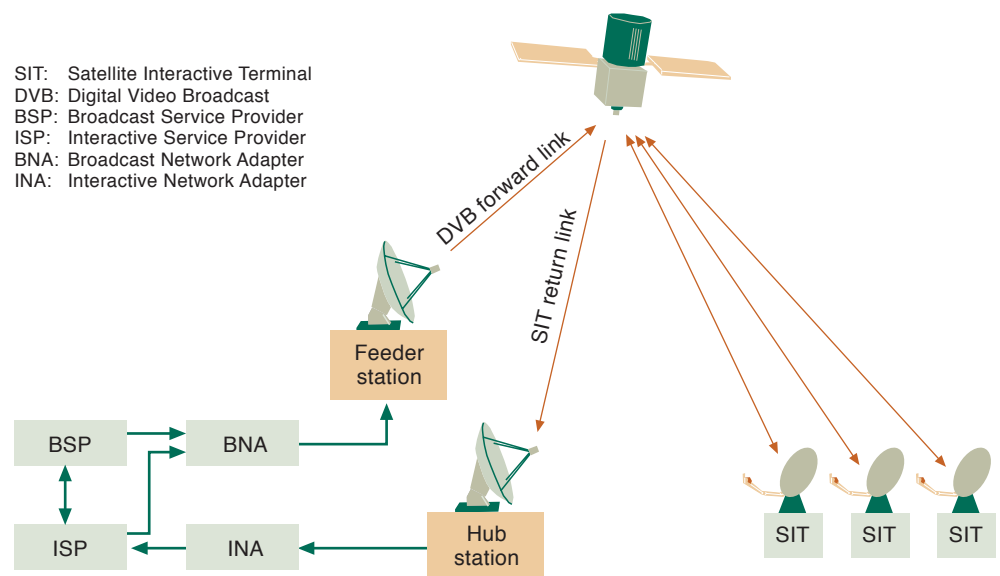 SIT: Satellite Interactive Terminal
DVB: Digital Video Broadcast
BSP: Broadcast Service Provider
ISP: Interactive Service Provider
BNA: Broadcast Network Adapter
INA: Interactive Network Adapter
DVB forward link
SIT return link
Feeder
station
BSP
BNA
ISP
INA
Hub
station
SIT
SIT
SIT